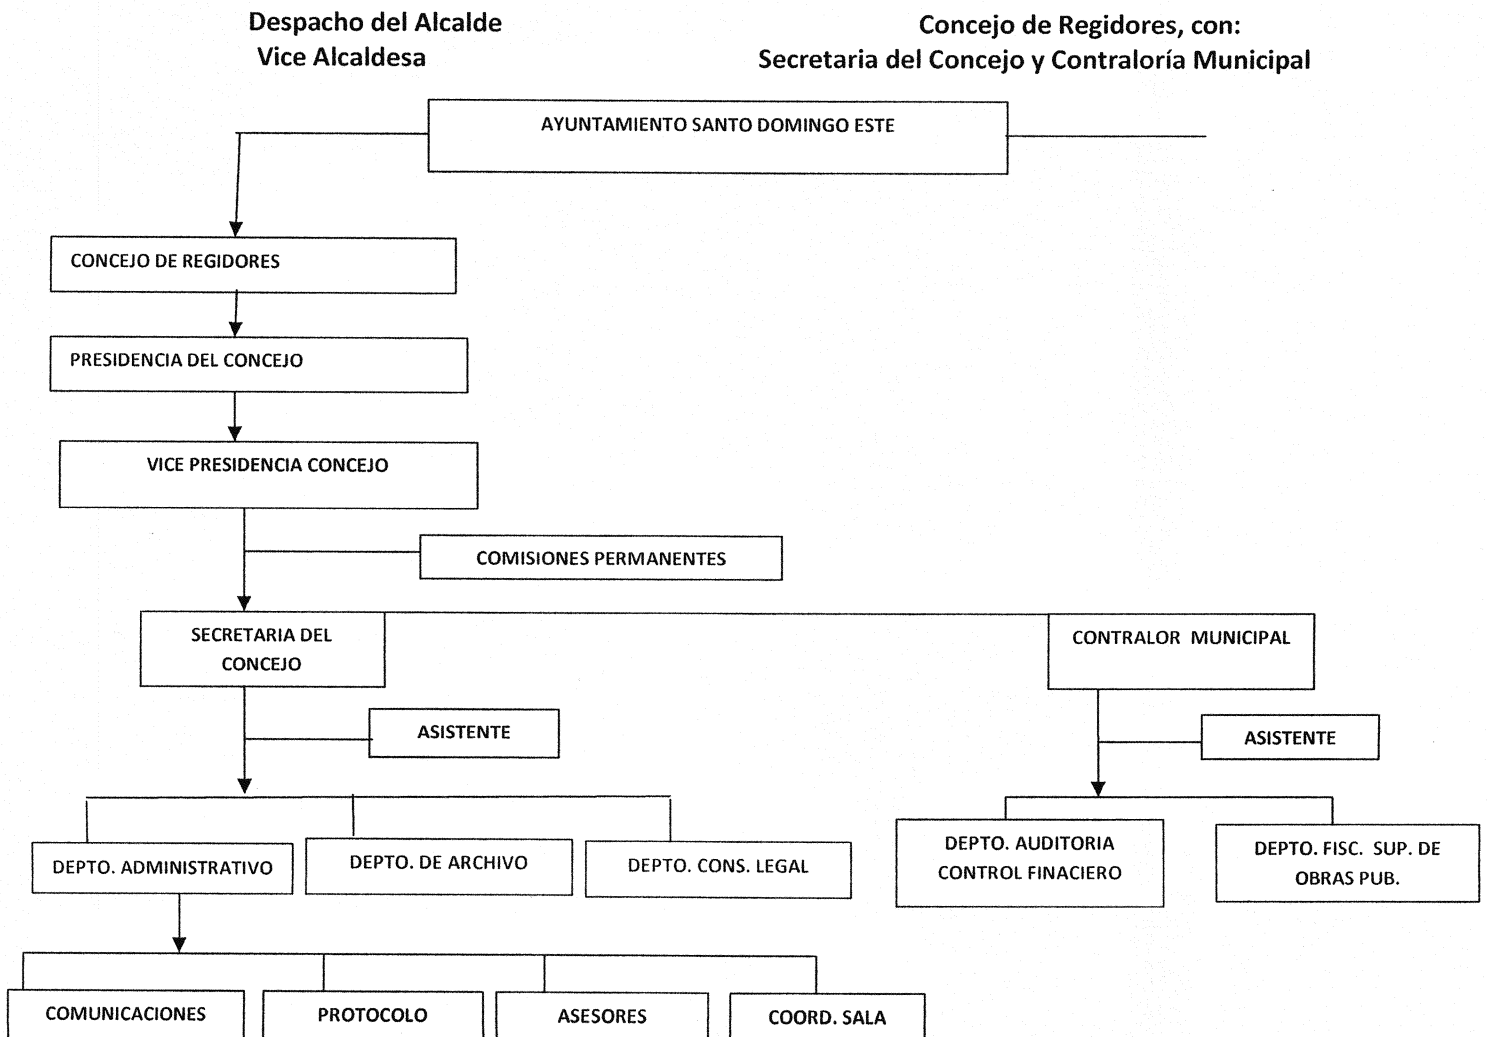 Despacho del Alcalde
Vice Alcaldesa
Concejo de Regidores, con:
Secretaria del Concejo y Contraloría Municipal
AYUNTAMIENTO SANTO DOMINGO ESTE
CONCEJO DE REGIDORES
PRESIDENCIA DEL CONCEJO
VICE PRESIDENCIA CONCEJO
COMISIONES PERMANENTES
SECRETARIA DEL
CONCEJO
CONTRALOR MUNICIPAL
ASISTENTE
ASISTENTE
DEPTO. ADMINISTRATIVO
DEPTO. DE ARCHIVO
DEPTO. CONS. LEGAL
DEPTO. AUDITORIA
CONTROL FINACIERO
DEPTO. FISC. SUP. DE
OBRAS PUB.
COMUNICACIONES
PROTOCOLO
ASESORES
COORD. SALA